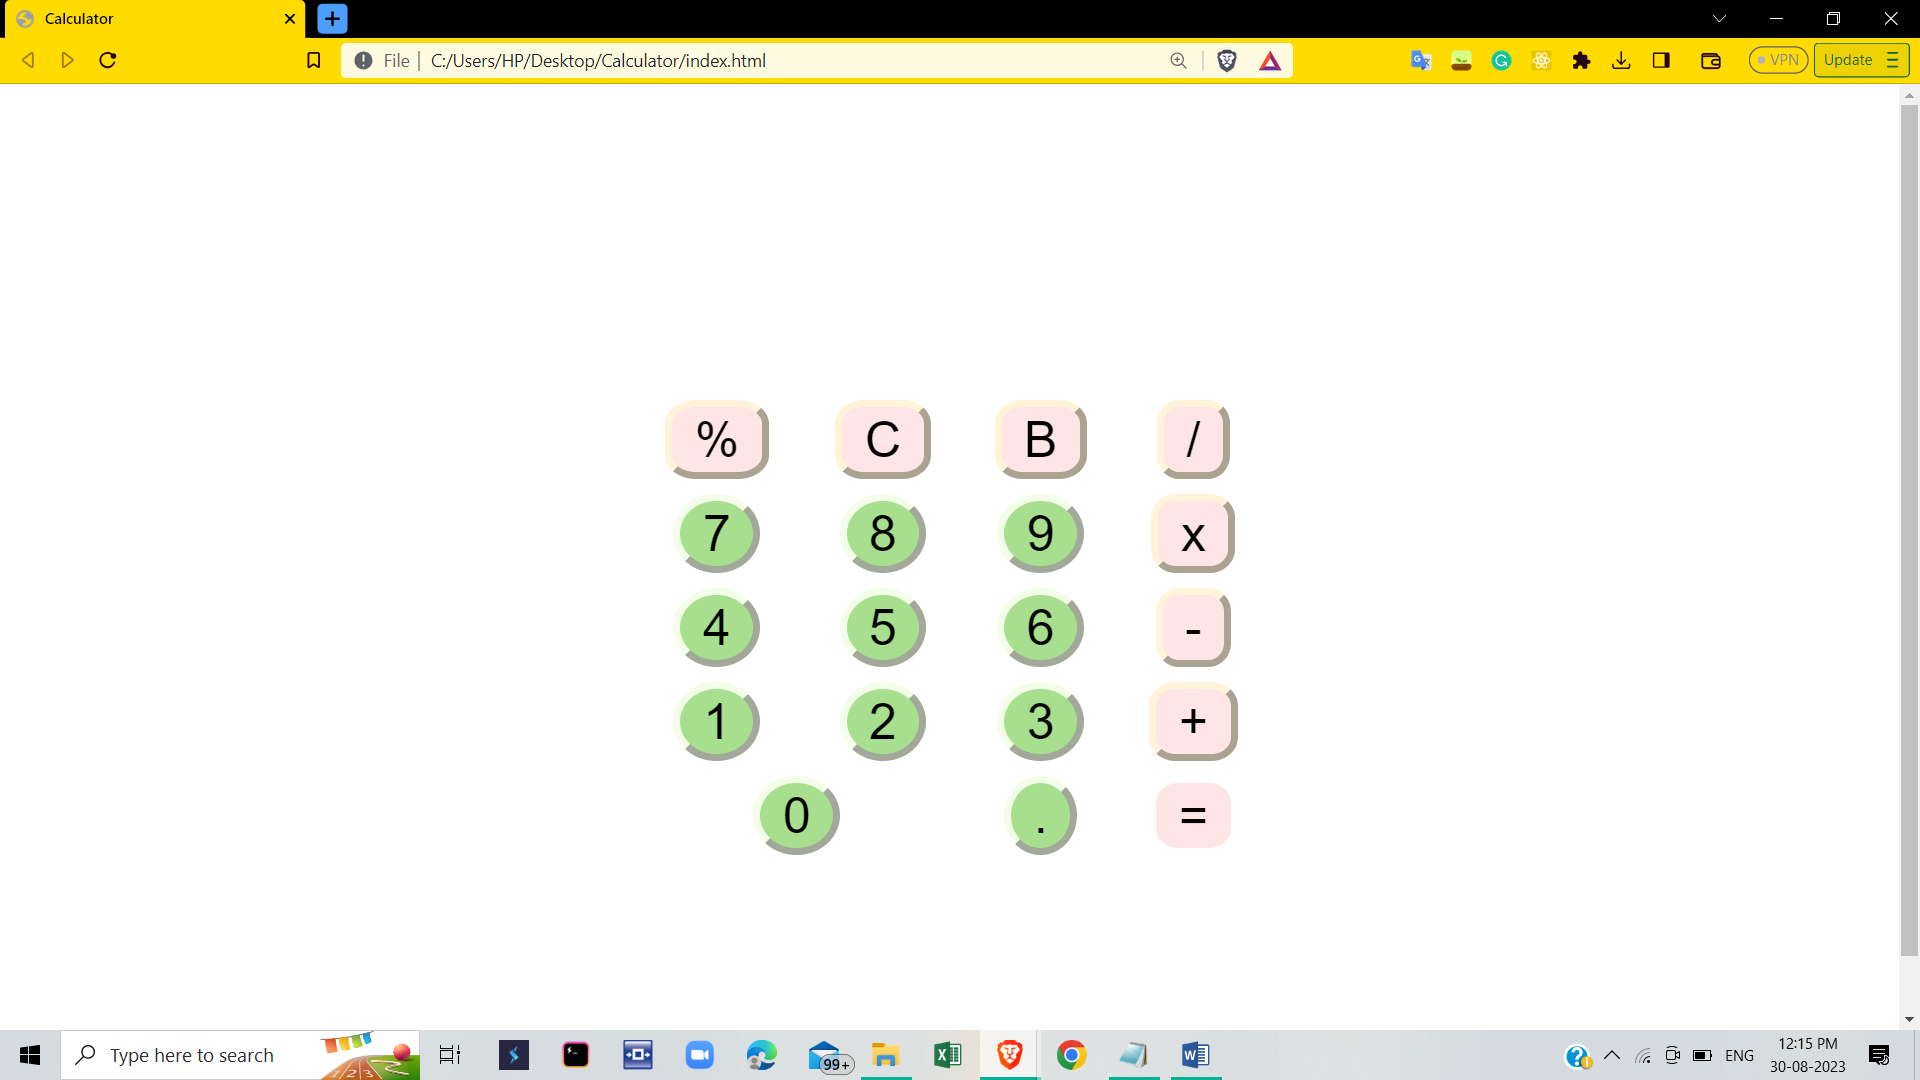 Calculator
File | C:/Users/HP/Desktop/Calculator/index.html
VPN
Update
% C B /
7 8 9 x
4 5 6 -
1 2 3 +
0 . =
Type here to search
99+
ENG
12:15 PM
30-08-2023